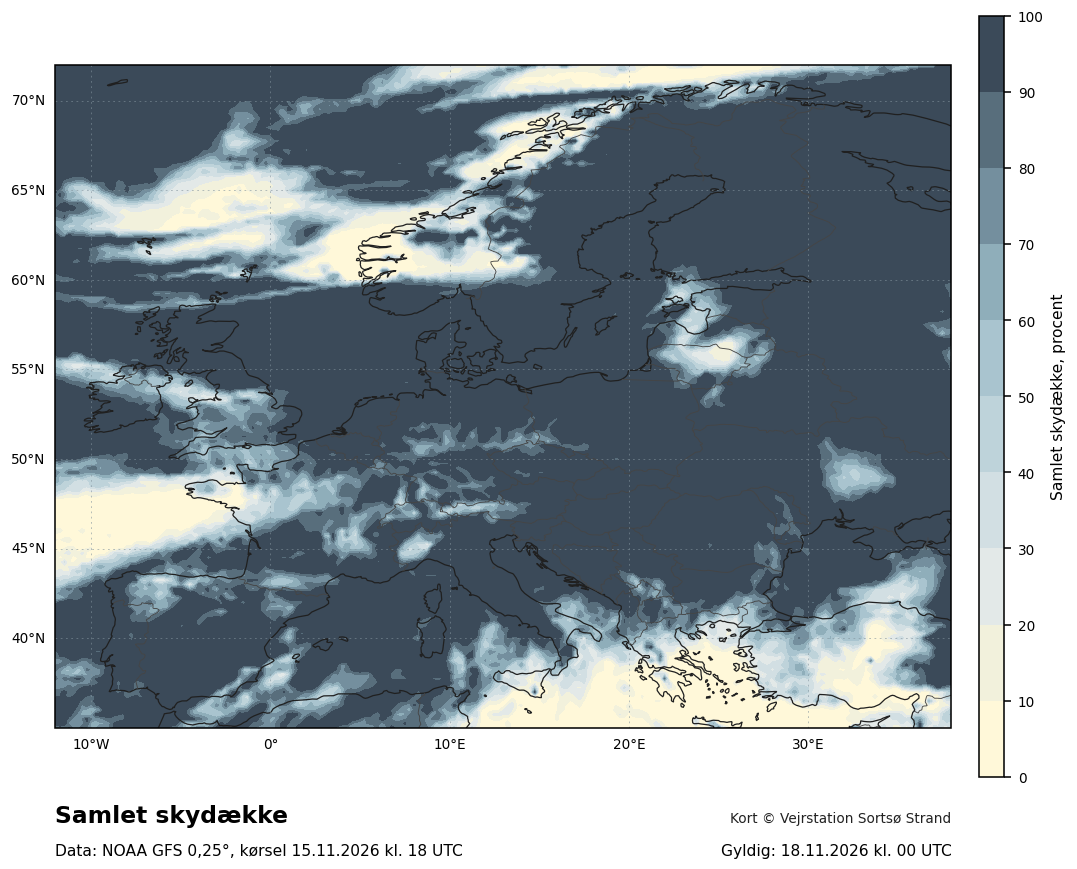 70°N
65°N
60°N
55°N
50°N
45°N
40°N
10°W
0°
10°E
20°E
30°E
100
90
80
70
60
50
40
30
20
10
0
Samlet skydække, procent
Samlet skydække
Kort © Vejrstation Sortsø Strand
Data: NOAA GFS 0,25°, kørsel 15.11.2026 kl. 18 UTC
Gyldig: 18.11.2026 kl. 00 UTC